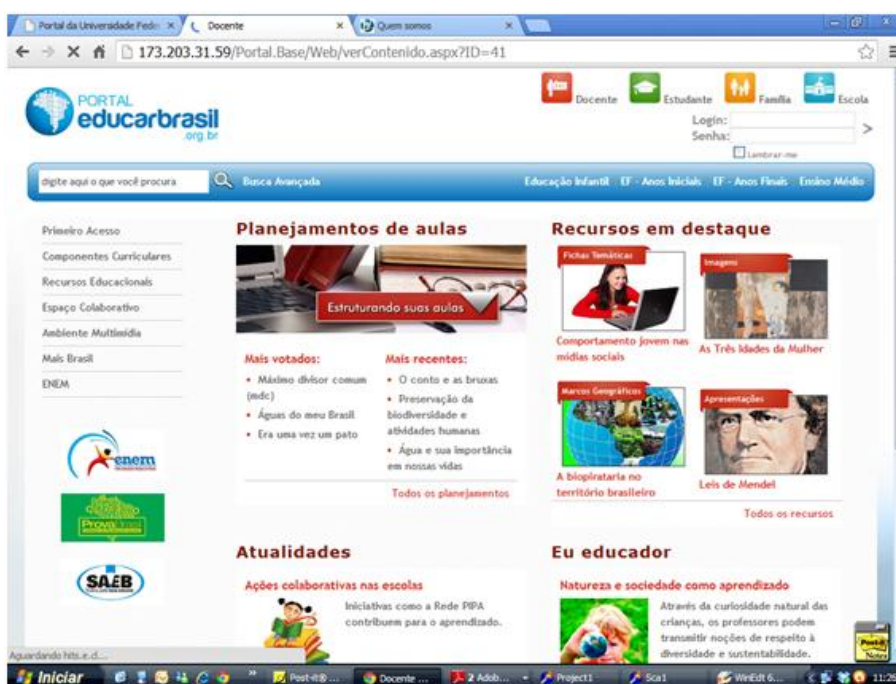 Portal da Universidade Fede
Docente
Quem somos
173.203.31.59/Portal.Base/Web/verContenido.aspx?ID=41
PORTAL
educarbrasil
.org.br
Docente
Estudante
Família
Escola
Login:
Senha:
Lembrar-me
digite aqui o que você procura
Busca Avançada
Educação Infantil
EF - Anos Iniciais
EF - Anos Finais
Ensino Médio
Primeiro Acesso
Componentes Curriculares
Recursos Educacionais
Espaço Colaborativo
Ambiente Multimídia
Mais Brasil
ENEM
enem
Prova Brasil
SAEB
Planejamentos de aulas
Estruturando suas aulas
Mais votados:
• Máximo divisor comum
(mdc)
• Águas do meu Brasil
• Era uma vez um pato
Mais recentes:
• O conto e as bruxas
• Preservação da
biodiversidade e
atividades humanas
• Água e sua importância
em nossas vidas
Todos os planejamentos
Recursos em destaque
Fichas Temáticas
Comportamento jovem nas
mídias sociais
Imagens
As Três Idades da Mulher
Marcos Geográficos
A biopirataria no
território brasileiro
Apresentações
Leis de Mendel
Todos os recursos
Atualidades
Ações colaborativas nas escolas
Iniciativas como a Rede PIPA
contribuem para o aprendizado.
Eu educador
Natureza e sociedade como aprendizado
Através da curiosidade natural das
crianças, os professores podem
transmitir noções de respeito à
diversidade e sustentabilidade.
Post-it
Notes
Iniciar
Post-it® ...
Docente ...
2 Adob...
Project1
Sca1
WinEdt 6...